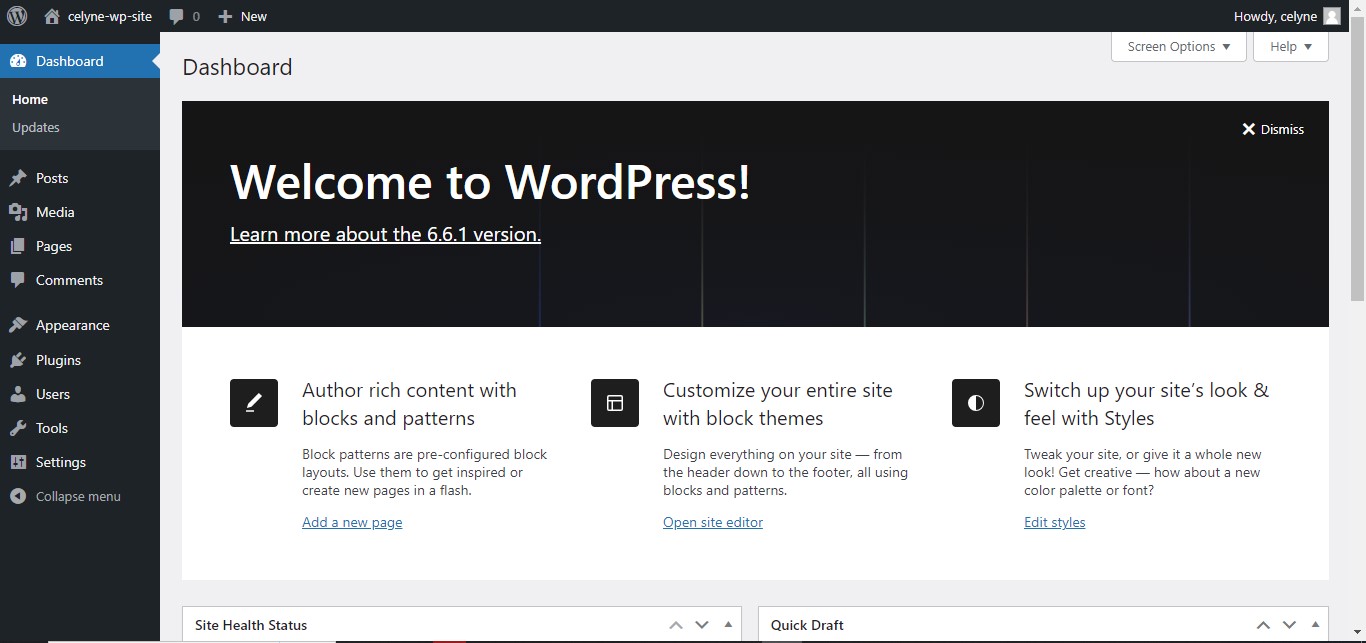 celyne-wp-site 0 New Howdy, celyne
Screen Options Help
Dashboard
Home
Updates
Posts
Media
Pages
Comments
Appearance
Plugins
Users
Tools
Settings
Collapse menu
Dashboard
Dismiss
Welcome to WordPress!
Learn more about the 6.6.1 version.
Author rich content with
blocks and patterns
Block patterns are pre-configured block
layouts. Use them to get inspired or
create new pages in a flash.
Add a new page
Customize your entire site
with block themes
Design everything on your site — from
the header down to the footer, all using
blocks and patterns.
Open site editor
Switch up your site’s look &
feel with Styles
Tweak your site, or give it a whole new
look! Get creative — how about a new
color palette or font?
Edit styles
Site Health Status
Quick Draft